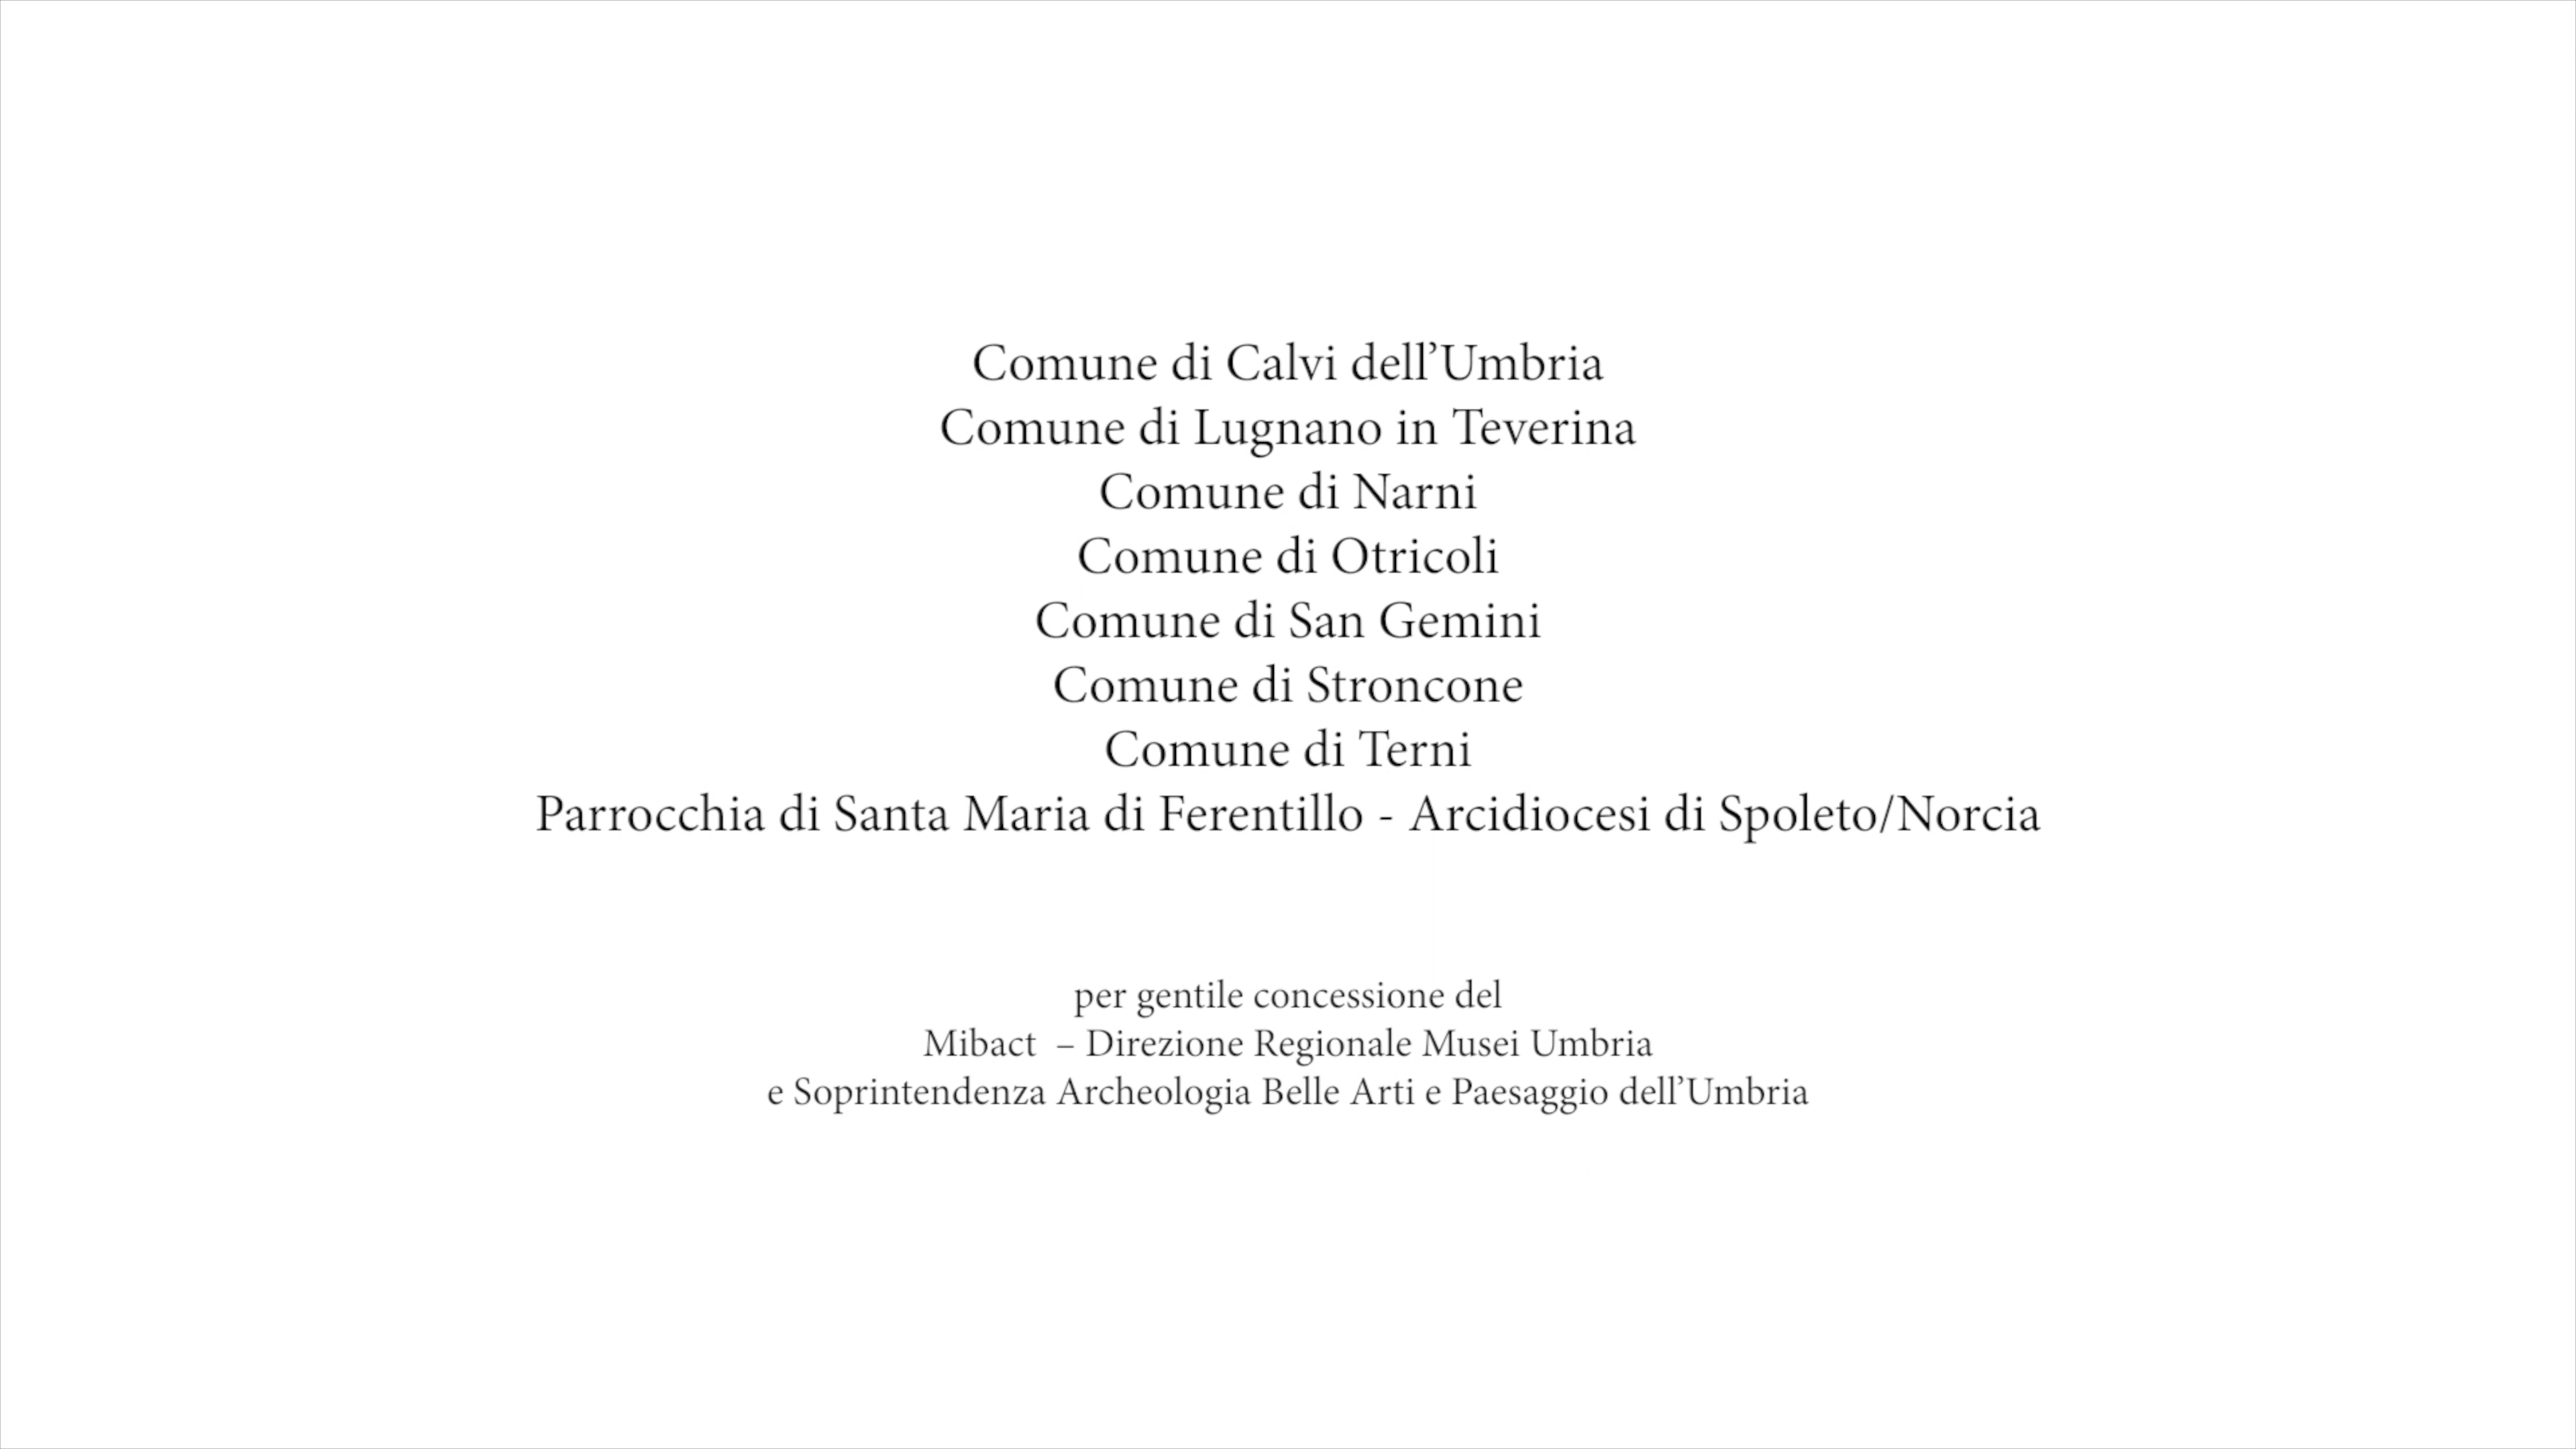 Comune di Calvi dell’Umbria
Comune di Lugnano in Teverina
Comune di Narni
Comune di Otricoli
Comune di San Gemini
Comune di Stroncone
Comune di Terni
Parrocchia di Santa Maria di Ferentillo - Arcidiocesi di Spoleto/Norcia
per gentile concessione del
Mibact – Direzione Regionale Musei Umbria
e Soprintendenza Archeologia Belle Arti e Paesaggio dell’Umbria